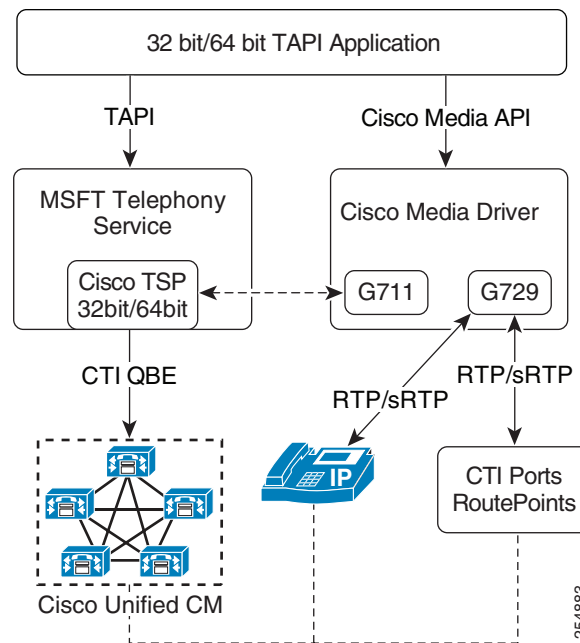 32 bit/64 bit TAPI Application
TAPI
Cisco Media API
MSFT Telephony
Service
Cisco Media Driver
Cisco TSP
32bit/64bit
G711
G729
CTI QBE
RTP/sRTP
RTP/sRTP
IP
CTI Ports
RoutePoints
Cisco Unified CM